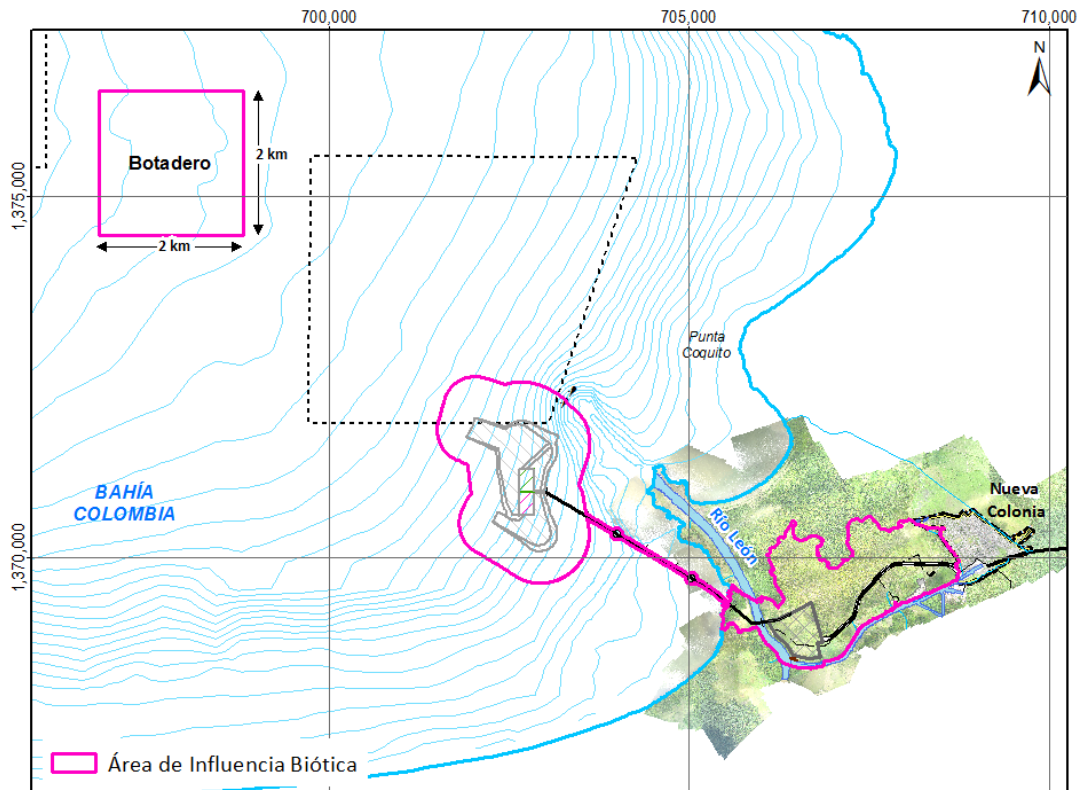 700,000
705,000
710,000
N
1,375,000
Botadero
2 km
2 km
Punta
Coquito
BAHÍA
COLOMBIA
Río León
Nueva
Colonia
1,370,000
Área de Influencia Biótica